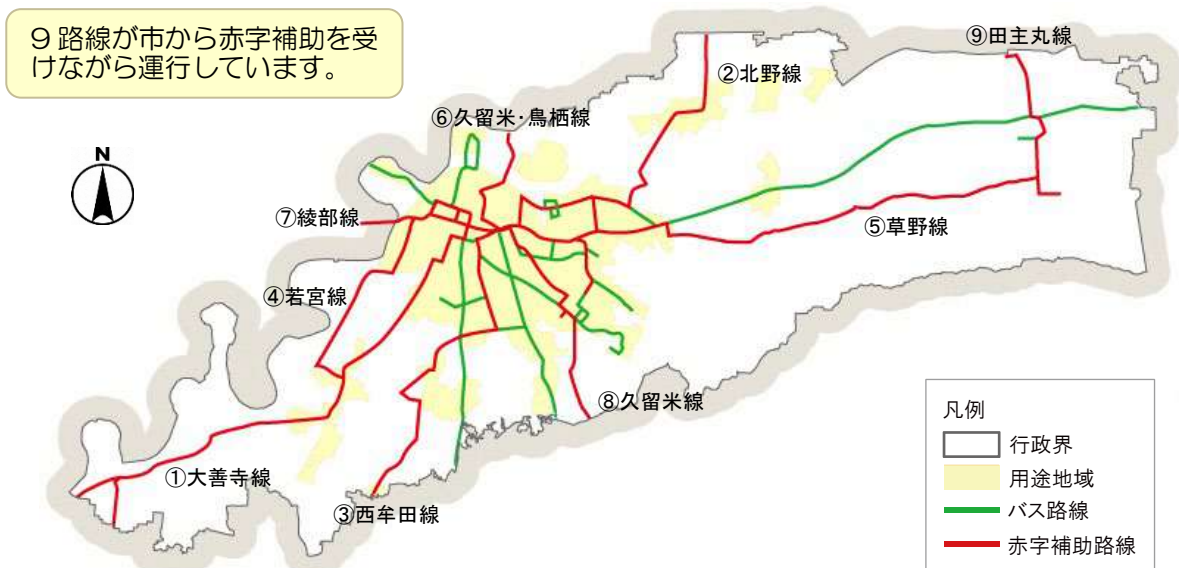 ９路線が市から赤字補助を受
けながら運行しています。
⑨田主丸線
②北野線
⑥久留米・鳥栖線
N
⑦綾部線
⑤草野線
④若宮線
⑧久留米線
①大善寺線
③西牟田線
凡例
行政界
用途地域
バス路線
赤字補助路線